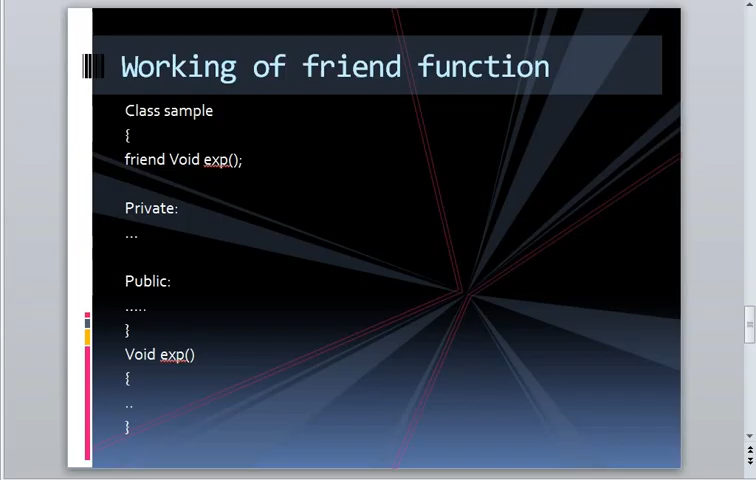 Working of friend function
Class sample
{
friend Void exp();
Private:
...
Public:
.....
}
Void exp()
{
..
}